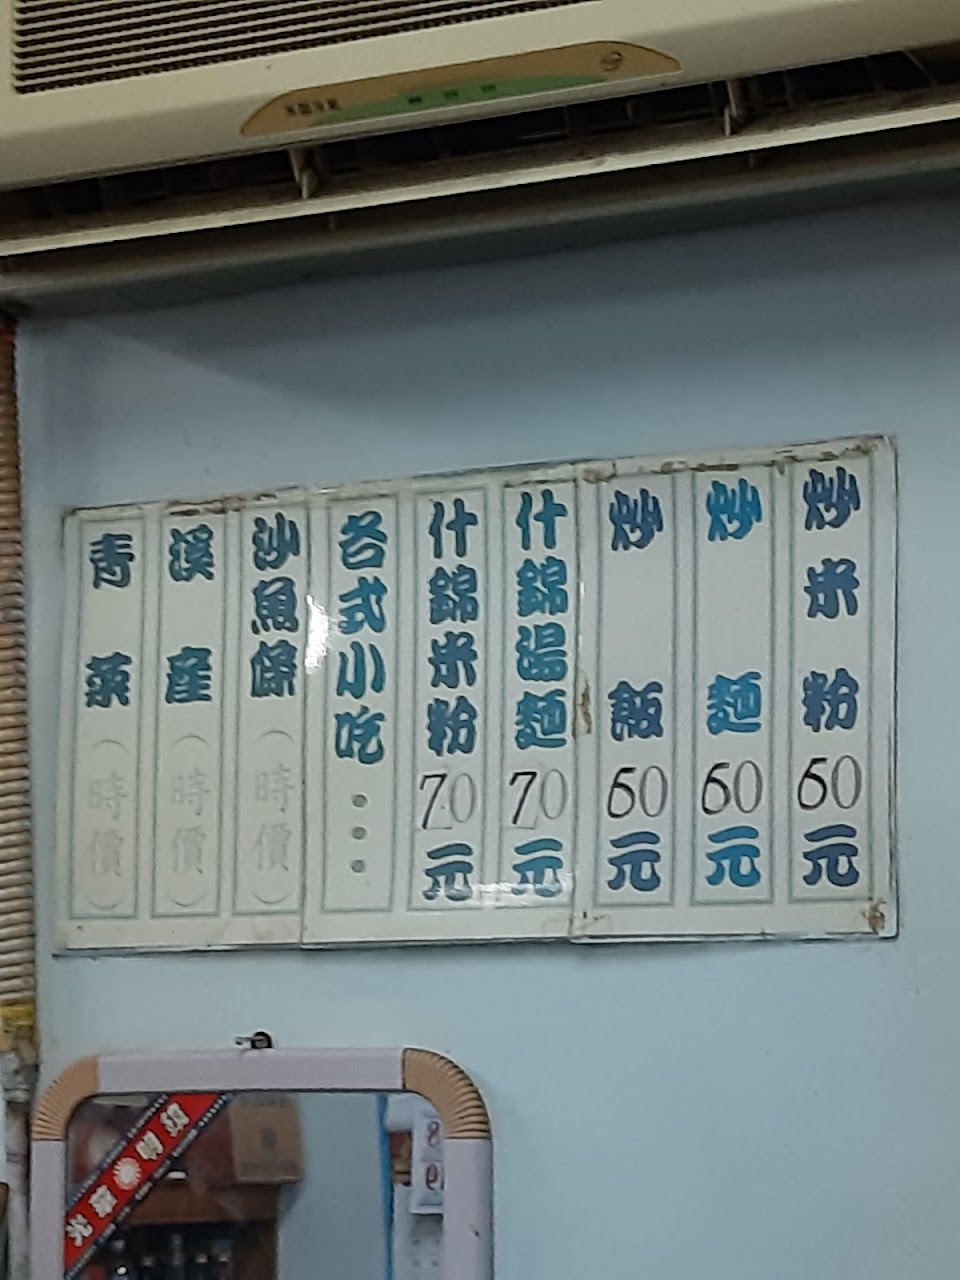 炒米粉60元
炒麵60元
炒飯60元
什錦湯麵70元
什錦米粉70元
各式小吃...
沙魚條(時價)
溪產(時價)
青菜(時價)